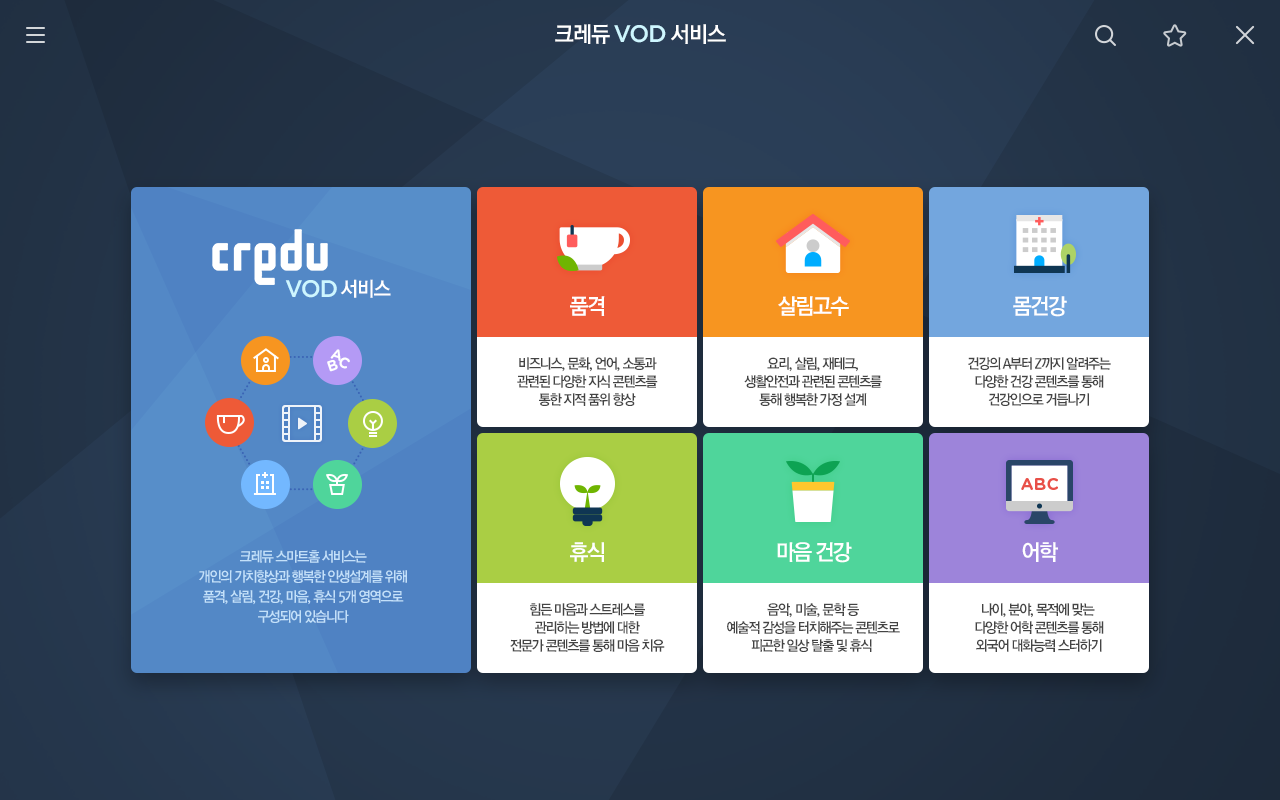 크레듀 VOD 서비스
credu
VOD 서비스
A
B C
크레듀 스마트홈 서비스는
개인의 가치향상과 행복한 인생설계를 위해
품격, 살림, 건강, 마음, 휴식 5개 영역으로
구성되어 있습니다
품격
비즈니스, 문화, 언어, 소통과
관련된 다양한 지식 콘텐츠를
통한 지적 품위 향상
살림고수
요리, 살림, 재테크,
생활안전과 관련된 콘텐츠를
통해 행복한 가정 설계
몸건강
건강의 A부터 Z까지 알려주는
다양한 건강 콘텐츠를 통해
건강인으로 거듭나기
휴식
힘든 마음과 스트레스를
관리하는 방법에 대한
전문가 콘텐츠를 통해 마음 치유
마음 건강
음악, 미술, 문학 등
예술적 감성을 터치해주는 콘텐츠로
피곤한 일상 탈출 및 휴식
ABC
어학
나이, 분야, 목적에 맞는
다양한 어학 콘텐츠를 통해
외국어 대화능력 스터하기